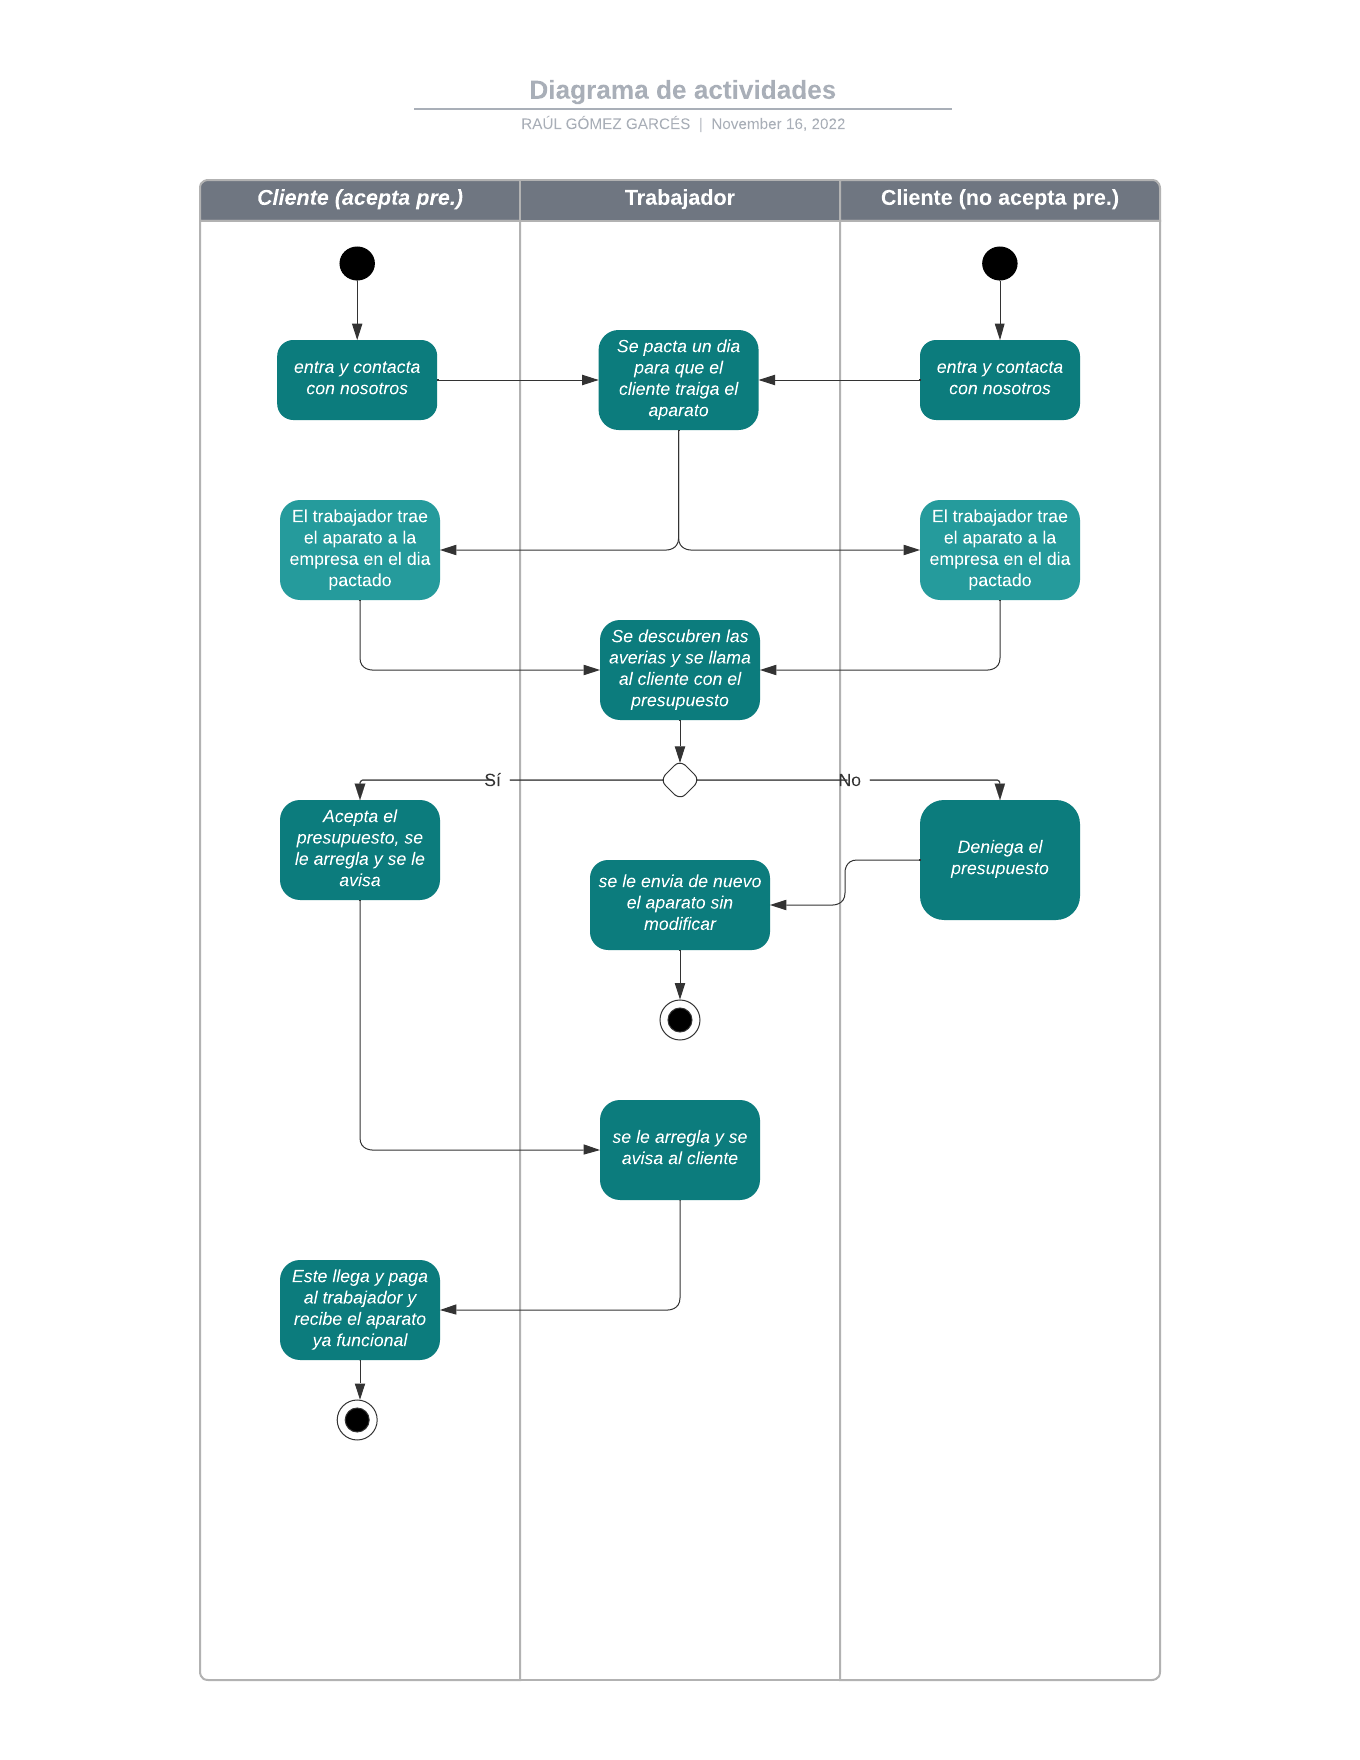 Diagrama de actividades
RAÚL GÓMEZ GARCÉS | November 16, 2022
Cliente (acepta pre.)
Trabajador
Cliente (no acepta pre.)
entra y contacta
con nosotros
Se pacta un dia
para que el
cliente traiga el
aparato
entra y contacta
con nosotros
El trabajador trae
el aparato a la
empresa en el dia
pactado
El trabajador trae
el aparato a la
empresa en el dia
pactado
Se descubren las
averias y se llama
al cliente con el
presupuesto
Sí
No
Acepta el
presupuesto, se
le arregla y se le
avisa
Deniega el
presupuesto
se le envia de nuevo
el aparato sin
modificar
se le arregla y se
avisa al cliente
Este llega y paga
al trabajador y
recibe el aparato
ya funcional